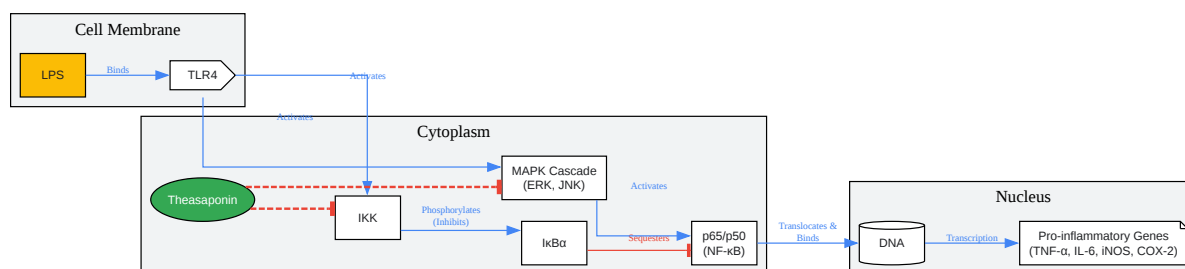 Cell Membrane
LPS
Binds
TLR4
Activates
Activates
Cytoplasm
MAPK Cascade
(ERK, JNK)
Theasaponin
IKK
Phosphorylates
(Inhibits)
IκBα
Activates
Sequesters
p65/p50
(NF-κB)
Translocates &
Binds
Nucleus
DNA
Transcription
Pro-inflammatory Genes
(TNF-α, IL-6, iNOS, COX-2)